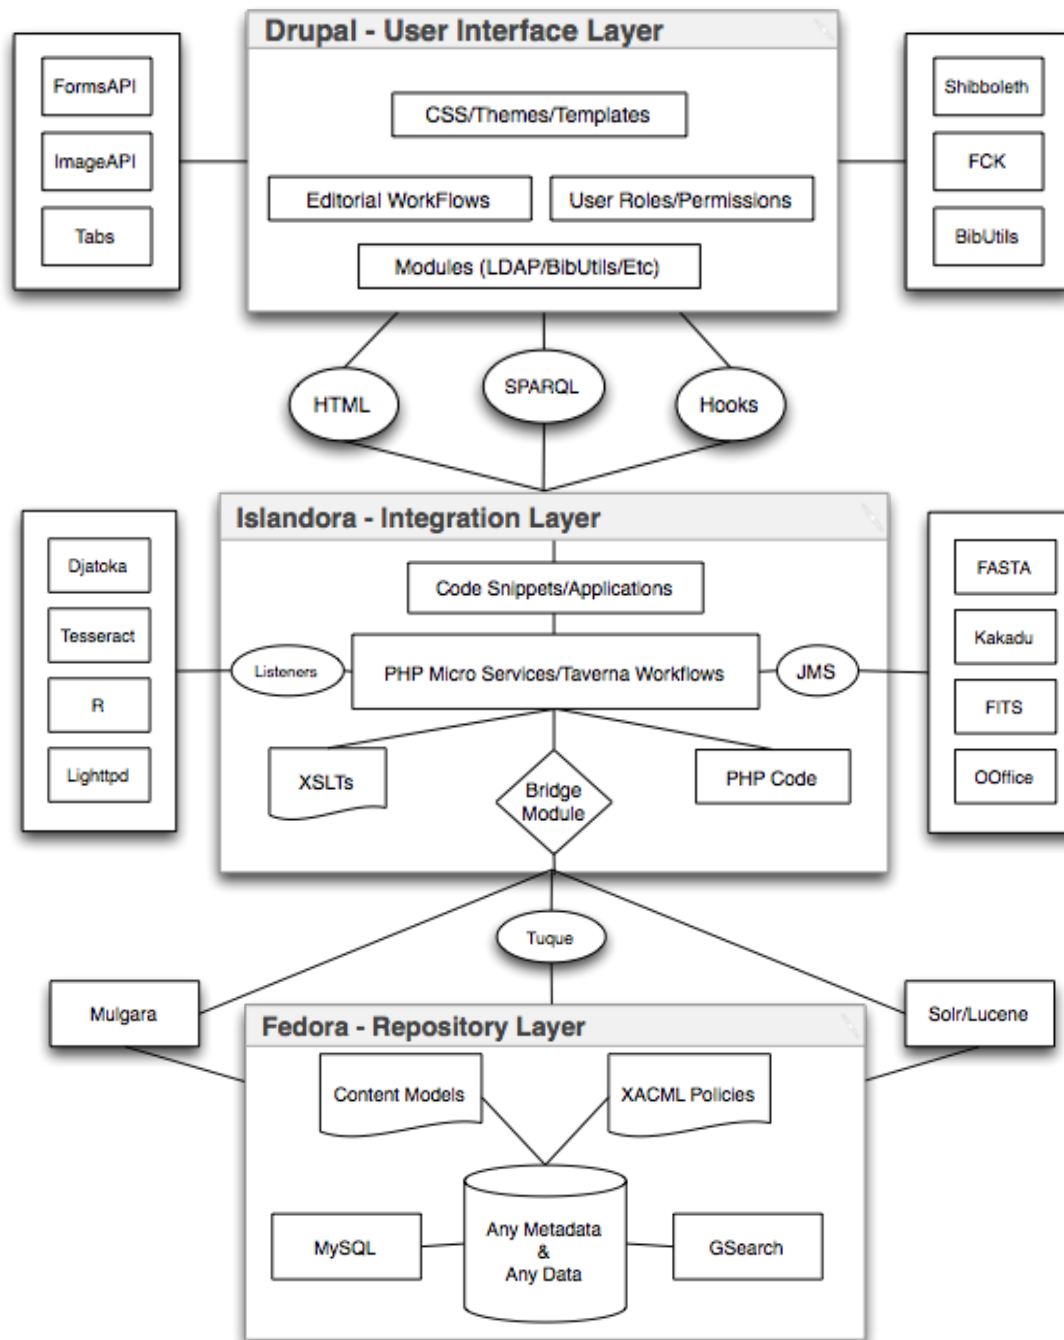 Drupal - User Interface Layer
FormsAPI
ImageAPI
Tabs
CSS/Themes/Templates
Editorial WorkFlows
User Roles/Permissions
Modules (LDAP/BibUtils/Etc)
Shibboleth
FCK
BibUtils
HTML
SPARQL
Hooks
Islandora - Integration Layer
Djatoka
Tesseract
R
Lighttpd
Code Snippets/Applications
Listeners
PHP Micro Services/Taverna Workflows
JMS
XSLTs
Bridge
Module
PHP Code
FASTA
Kakadu
FITS
OOffice
Tuque
Mulgara
Solr/Lucene
Fedora - Repository Layer
Content Models
XACML Policies
MySQL
Any Metadata
&
Any Data
GSearch